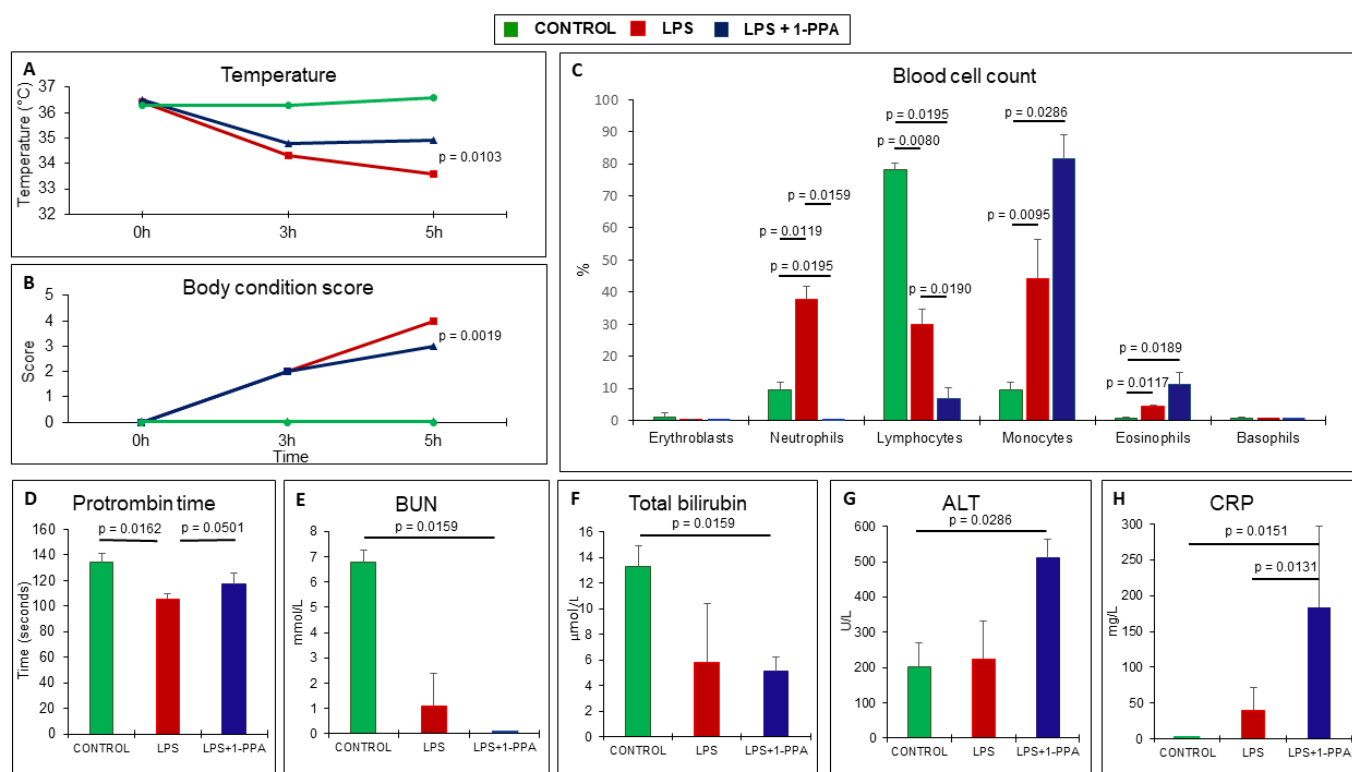 CONTROL LPS LPS + 1-PPA
A Temperature
Temperature (°C)
37
36
35
34
33
32
0h 3h 5h
p = 0.0103
B Body condition score
Score
5
4
3
2
1
0
0h 3h 5h
Time
p = 0.0019
C Blood cell count
%
100
90
80
70
60
50
40
30
20
10
0
p = 0.0159
p = 0.0119
p = 0.0195
p = 0.0195
p = 0.0080
p = 0.0190
p = 0.0286
p = 0.0095
p = 0.0189
p = 0.0117
Erythroblasts Neutrophils Lymphocytes Monocytes Eosinophils Basophils
D Protrombin time
Time (seconds)
160
140
120
100
80
60
40
20
0
p = 0.0162 p = 0.0501
CONTROL LPS LPS+1-PPA
E BUN
mmol/L
8
7
6
5
4
3
2
1
0
p = 0.0159
CONTROL LPS LPS+1-PPA
F Total bilirubin
µmol/L
16
14
12
10
8
6
4
2
0
p = 0.0159
CONTROL LPS LPS+1-PPA
G ALT
U/L
600
500
400
300
200
100
0
p = 0.0286
CONTROL LPS LPS+1-PPA
H CRP
mg/L
300
250
200
150
100
50
0
p = 0.0151
p = 0.0131
CONTROL LPS LPS+1-PPA